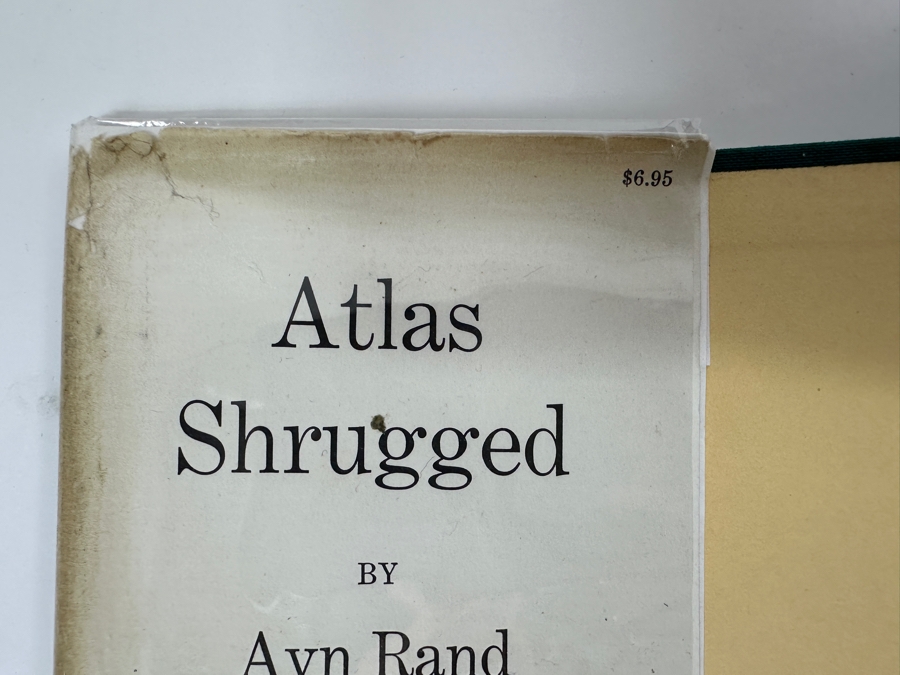 $6.95
Atlas
Shrugged
BY
Ayn Rand